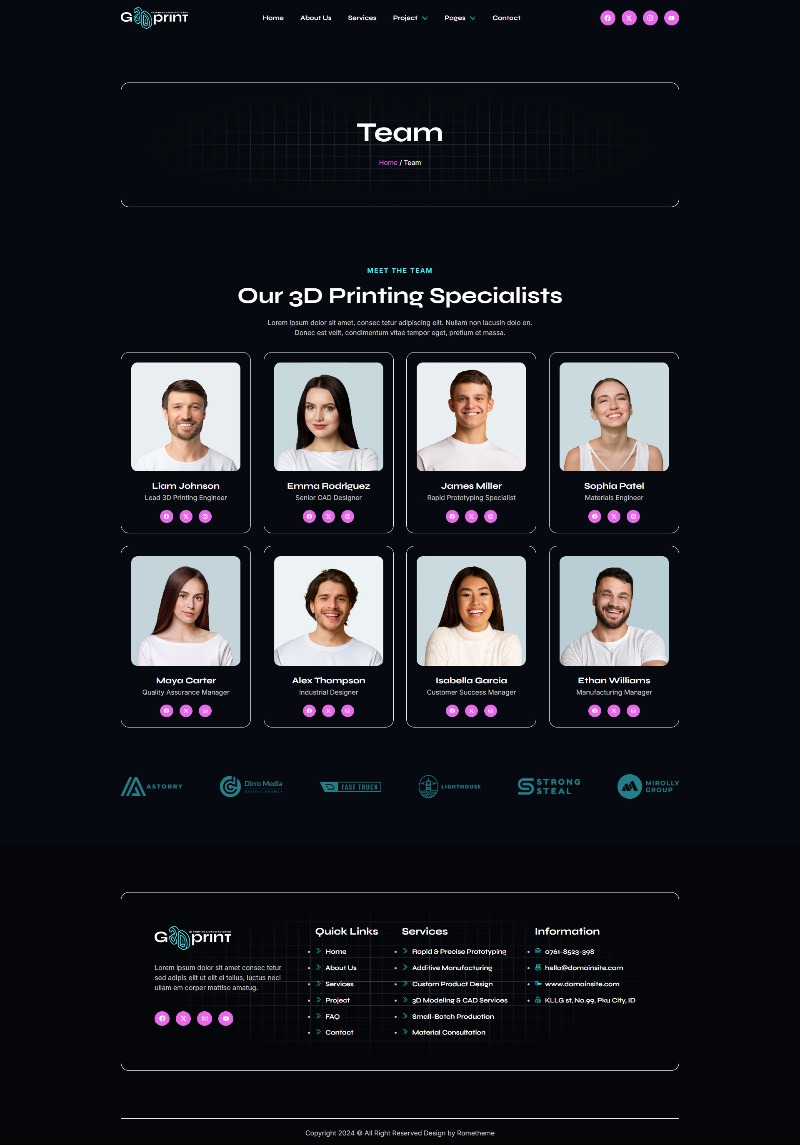 Home
About Us
Services
Project
Pages
Contact
Team
Home / Team
MEET THE TEAM
Our 3D Printing Specialists
Lorem ipsum dolor sit amet, consec tetur adipiscing elit. Nullam non lacusin dolo en.
Donec est velit, condimentum vitae tempor eget, pretium et massa.
Liam Johnson
Lead 3D Printing Engineer
Emma Rodriguez
Senior CAD Designer
James Miller
Rapid Prototyping Specialist
Sophia Patel
Materials Engineer
Maya Carter
Quality Assurance Manager
Alex Thompson
Industrial Designer
Isabella Garcia
Customer Success Manager
Ethan Williams
Manufacturing Manager
ASTORRY
Dirro Media
DIGITAL AGENCY
FAST TRUCK
LIGHTHOUSE
STRONG
STEAL
MIROLLY
GROUP
Lorem ipsum dolor sit amet consec tetur
sed adipis elit ut elit el tellus, luctus necl
ullam em corper mattiso amatug.
Quick Links
Home
About Us
Services
Project
FAQ
Contact
Services
Rapid & Precise Prototyping
Additive Manufacturing
Custom Product Design
3D Modeling & CAD Services
Small-Batch Production
Material Consultation
Information
0761-8523-398
hello@domainsite.com
www.domainsite.com
KLLG st, No.99, Pku City, ID
Copyright 2024 © All Right Reserved Design by Rometheme